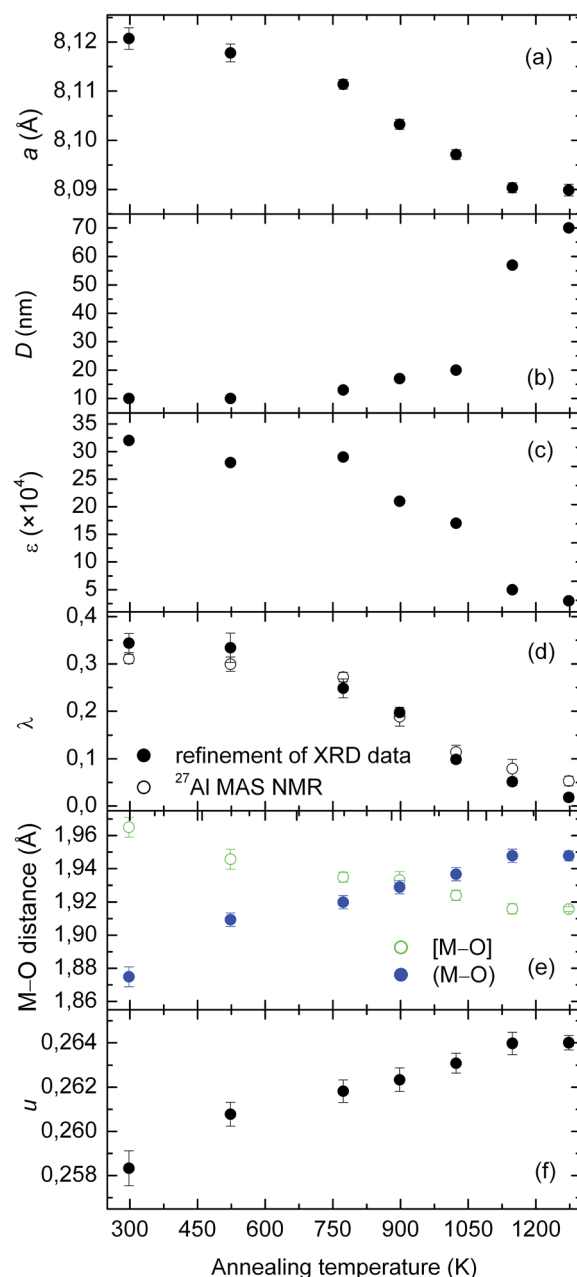 8,12
8,11
8,10
8,09
a (Å)
(a)
70
60
50
40
30
20
10
D (nm)
(b)
35
30
25
20
15
10
5
ε (×10⁴)
(c)
0,4
0,3
0,2
0,1
0,0
λ
(d)
refinement of XRD data
²⁷Al MAS NMR
1,96
1,94
1,92
1,90
1,88
1,86
M–O distance (Å)
[M–O]
(M–O)
(e)
0,264
0,262
0,260
0,258
u
(f)
300 450 600 750 900 1050 1200
Annealing temperature (K)